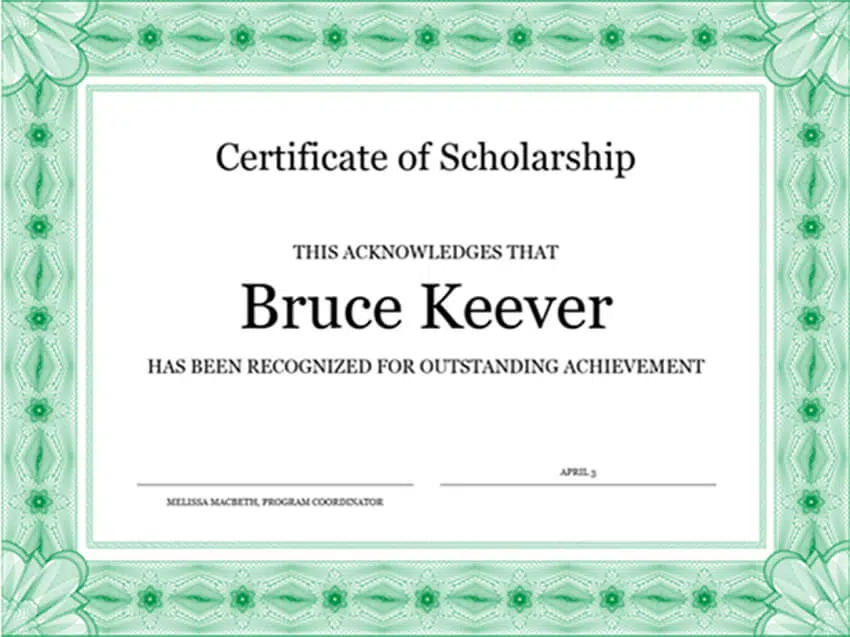 Certificate of Scholarship
THIS ACKNOWLEDGES THAT
Bruce Keever
HAS BEEN RECOGNIZED FOR OUTSTANDING ACHIEVEMENT
APRIL 3
MELISSA MACBETH, PROGRAM COORDINATOR